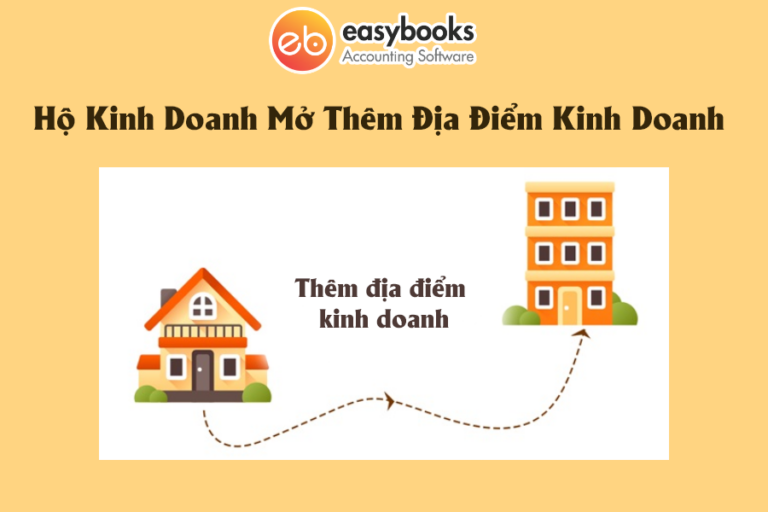 eb easybooks
Accounting Software
Hộ Kinh Doanh Mở Thêm Địa Điểm Kinh Doanh
Thêm địa điểm
kinh doanh